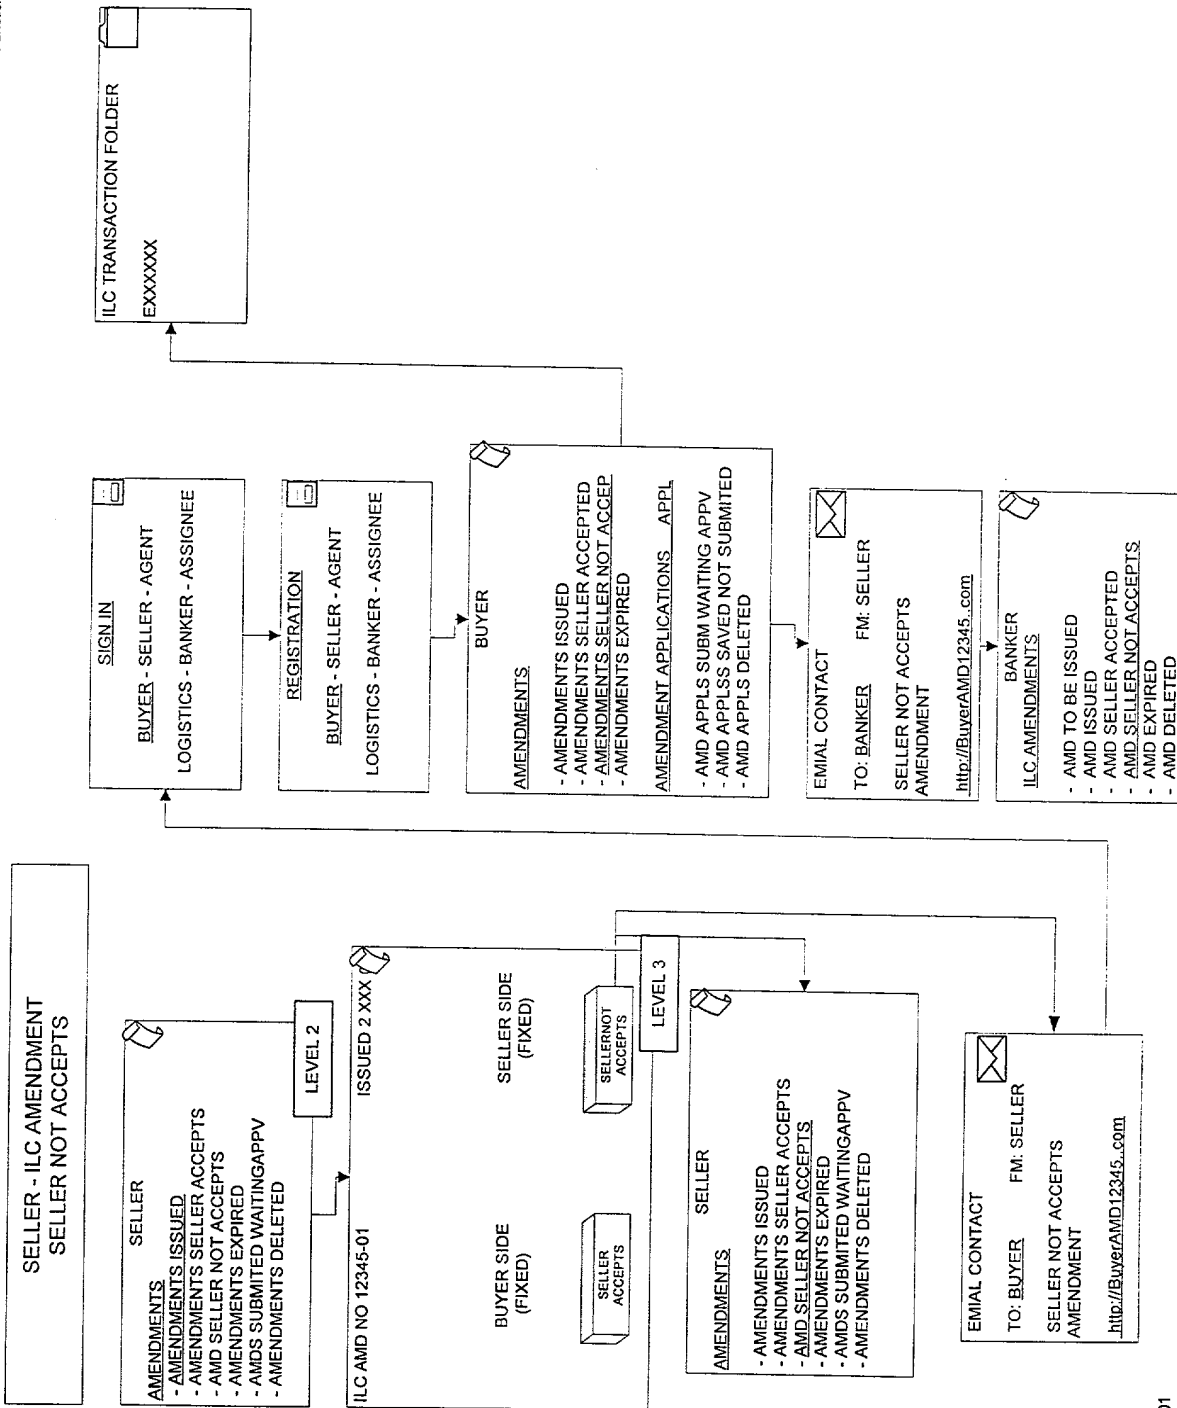 SELLER - ILC AMENDMENT
SELLER NOT ACCEPTS
SELLER
AMENDMENTS
- AMENDMENTS ISSUED
- AMENDMENTS SELLER ACCEPTS
- AMD SELLER NOT ACCEPTS
- AMENDMENTS EXPIRED
- AMDS SUBMITED WAITINGAPPV
- AMENDMENTS DELETED
LEVEL 2
ILC AMD NO 12345-01
ISSUED 2 XXX
BUYER SIDE
(FIXED)
SELLER SIDE
(FIXED)
SELLER
ACCEPTS
SELLERNOT
ACCEPTS
LEVEL 3
SELLER
AMENDMENTS
- AMENDMENTS ISSUED
- AMENDMENTS SELLER ACCEPTS
- AMD SELLER NOT ACCEPTS
- AMENDMENTS EXPIRED
- AMDS SUBMITED WAITINGAPPV
- AMENDMENTS DELETED
EMIAL CONTACT
TO: BUYER FM: SELLER
SELLER NOT ACCEPTS
AMENDMENT
http://BuyerAMD12345..com
SIGN IN
BUYER - SELLER - AGENT
LOGISTICS - BANKER - ASSIGNEE
REGISTRATION
BUYER - SELLER - AGENT
LOGISTICS - BANKER - ASSIGNEE
BUYER
AMENDMENTS
- AMENDMENTS ISSUED
- AMENDMENTS SELLER ACCEPTED
- AMENDMENTS SELLER NOT ACCEP
- AMENDMENTS EXPIRED
AMENDMENT APPLICATIONS APPL
- AMD APPLS SUBM WAITING APPV
- AMD APPLSS SAVED NOT SUBMITED
- AMD APPLS DELETED
EMIAL CONTACT
TO: BANKER FM: SELLER
SELLER NOT ACCEPTS
AMENDMENT
http://BuyerAMD12345..com
BANKER
ILC AMENDMENTS
- AMD TO BE ISSUED
- AMD ISSUED
- AMD SELLER ACCEPTED
- AMD SELLER NOT ACCEPTS
- AMD EXPIRED
- AMD DELETED
ILC TRANSACTION FOLDER
EXXXXXX
01